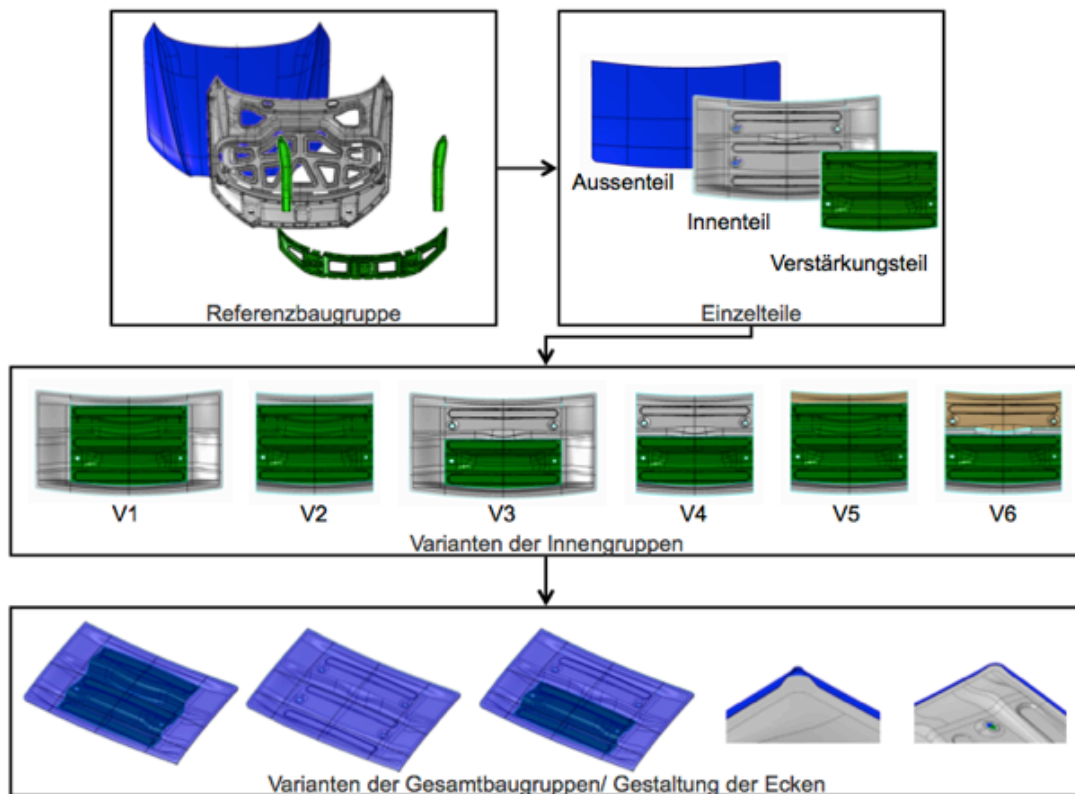 Aussenteil
Innenteil
Verstärkungsteil
Referenzbaugruppe
Einzelteile
V1
V2
V3
V4
V5
V6
Varianten der Innengruppen
Varianten der Gesamtbaugruppen/ Gestaltung der Ecken